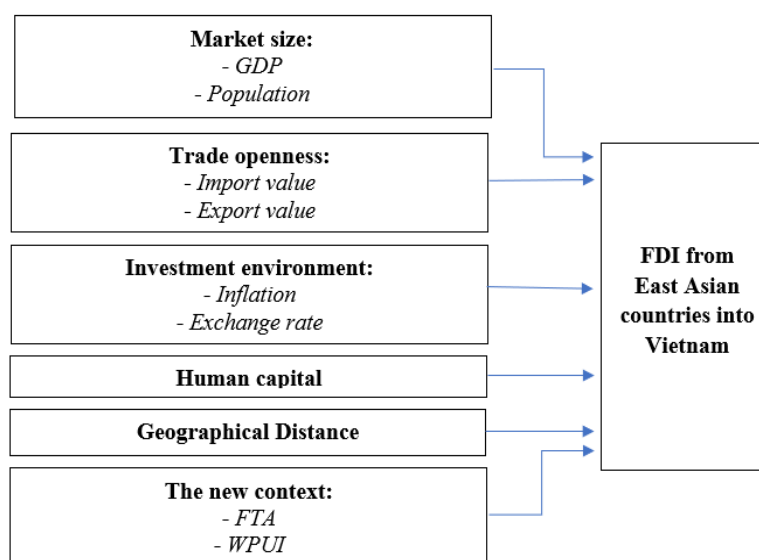 Market size:
- GDP
- Population
Trade openness:
- Import value
- Export value
Investment environment:
- Inflation
- Exchange rate
Human capital
Geographical Distance
The new context:
- FTA
- WPUI
FDI from
East Asian
countries into
Vietnam